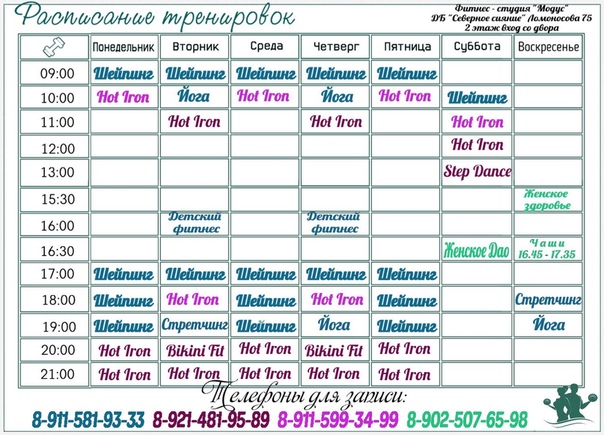 Расписание тренировок
Фитнес - студия "Модус"
ДБ "Северное сияние" Ломоносова 75
2 этаж вход со двора
Понедельник Вторник Среда Четверг Пятница Суббота Воскресенье
09:00 Шейпинг Шейпинг Шейпинг Шейпинг Шейпинг
10:00 Hot Iron Йога Hot Iron Йога Hot Iron Шейпинг
11:00 Hot Iron Hot Iron Hot Iron
12:00 Hot Iron
13:00 Step Dance
15:30 Женское здоровье
16:00 Детский фитнес Детский фитнес
16:30 Женское Дао Чаши 16.45 - 17.35
17:00 Шейпинг Шейпинг Шейпинг Шейпинг Шейпинг
18:00 Шейпинг Hot Iron Шейпинг Hot Iron Шейпинг Стретчинг
19:00 Шейпинг Стретчинг Шейпинг Йога Шейпинг Йога
20:00 Hot Iron Bikini Fit Hot Iron Bikini Fit Hot Iron
21:00 Hot Iron Hot Iron Hot Iron Hot Iron Hot Iron
Телефоны для записи:
8-911-581-93-33 8-921-481-95-89 8-911-599-34-99 8-902-507-65-98